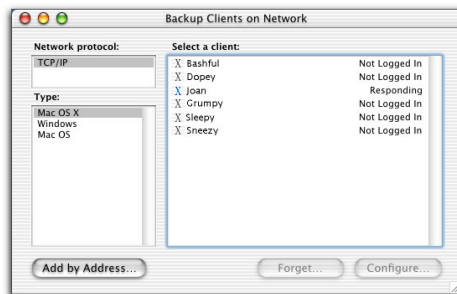 Backup Clients on Network
Network protocol:
TCP/IP
Type:
Mac OS X
Windows
Mac OS
Select a client:
X Bashful Not Logged In
X Dopey Not Logged In
X Joan Responding
X Grumpy Not Logged In
X Sleepy Not Logged In
X Sneezy Not Logged In
Add by Address...
Forget...
Configure...